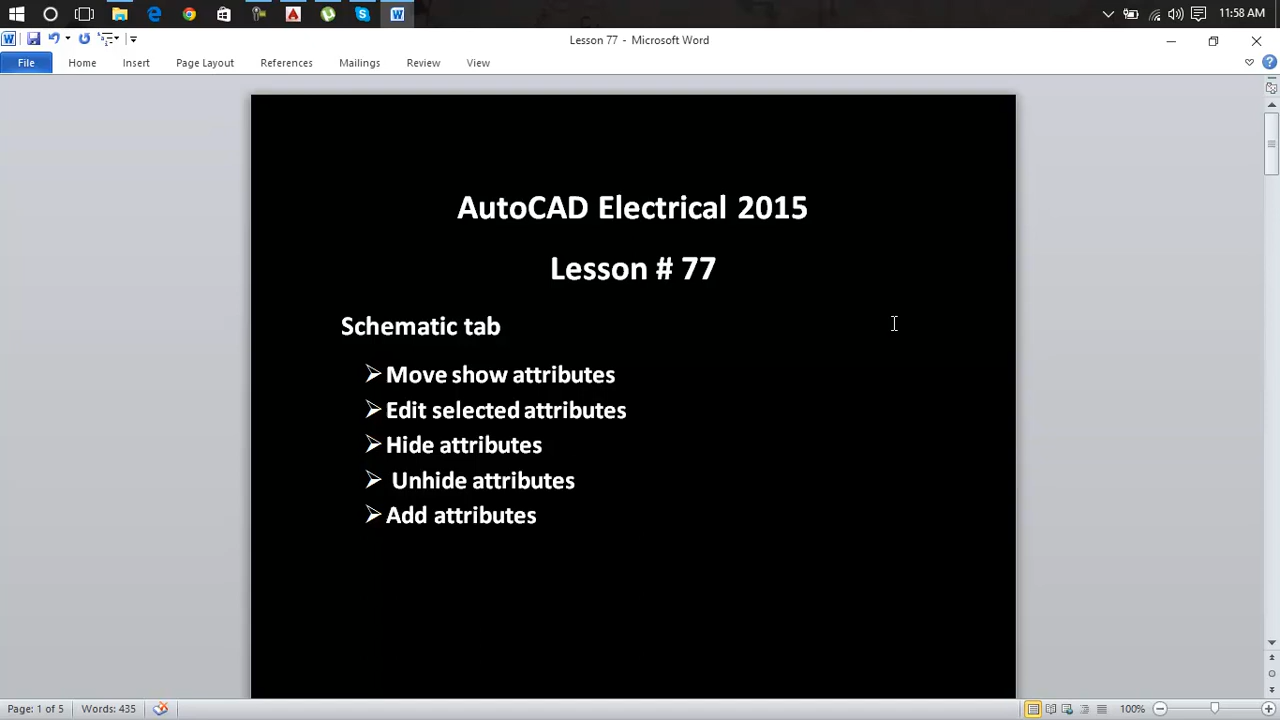 11:58 AM
Lesson 77 - Microsoft Word
File Home Insert Page Layout References Mailings Review View
AutoCAD Electrical 2015
Lesson # 77
Schematic tab
Move show attributes
Edit selected attributes
Hide attributes
Unhide attributes
Add attributes
Page: 1 of 5 Words: 435 100%